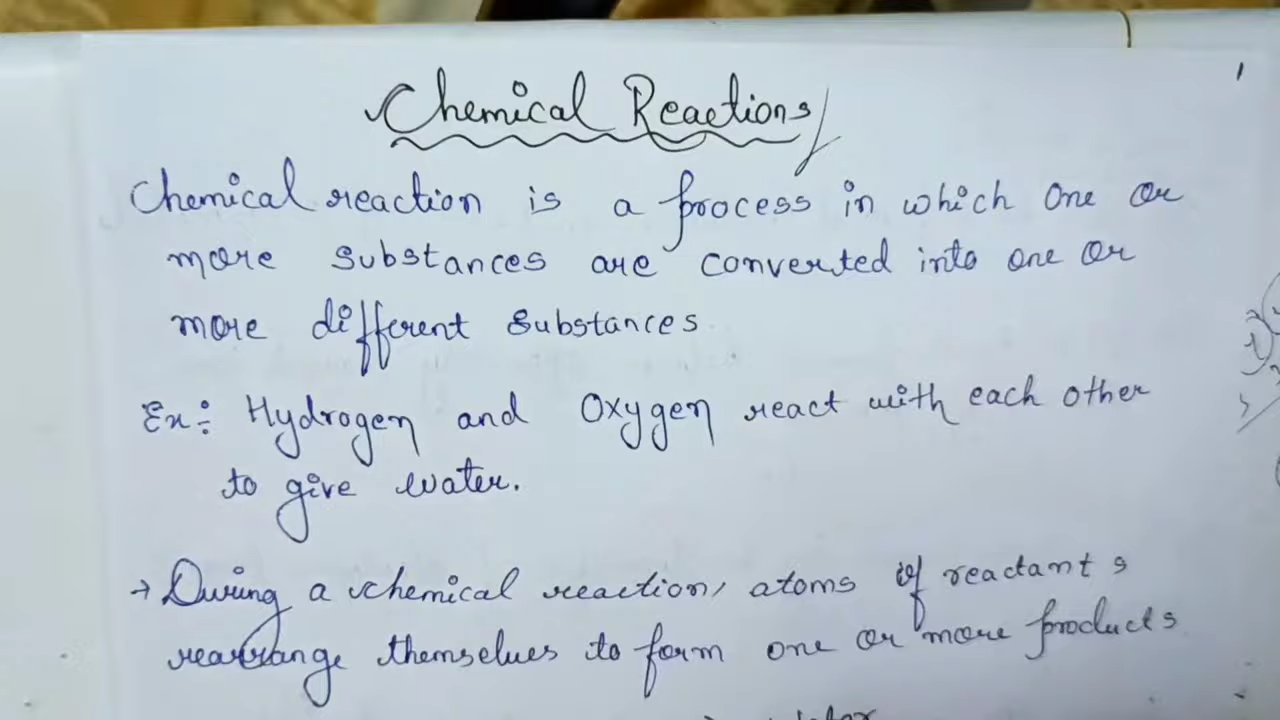 Chemical Reactions
Chemical reaction is a process in which one or
more substances are converted into one or
more different substances
Ex:- Hydrogen and Oxygen react with each other
to give water.
→ During a chemical reaction, atoms of reactants
rearrange themselves to form one or more products